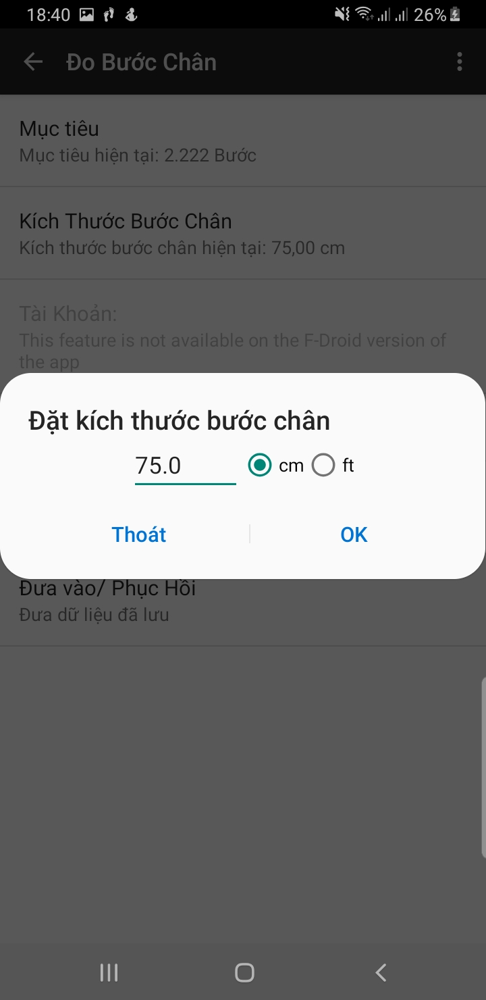 18:40
26%
Đo Bước Chân
Mục tiêu
Mục tiêu hiện tại: 2.222 Bước
Kích Thước Bước Chân
Kích thước bước chân hiện tại: 75,00 cm
Tài Khoản:
This feature is not available on the F-Droid version of
the app
Đặt kích thước bước chân
75.0 cm ft
Thoát OK
Đưa vào/ Phục Hồi
Đưa dữ liệu đã lưu